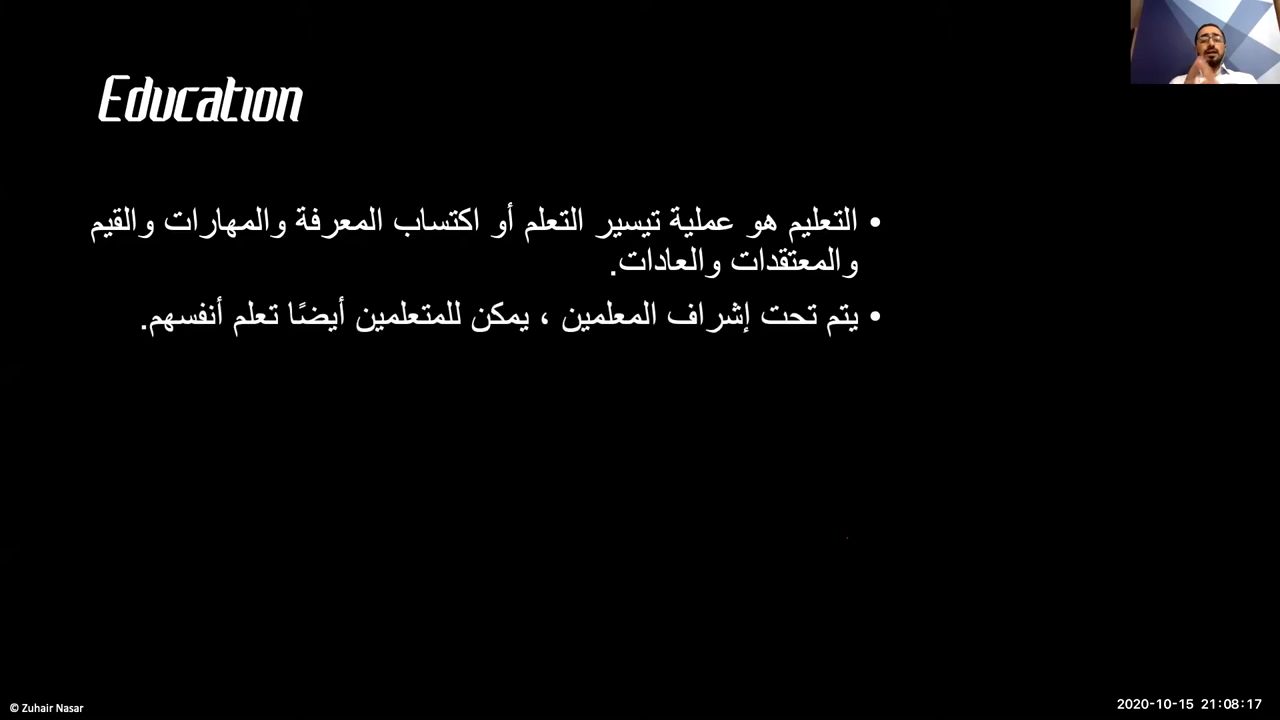 Education
• التعليم هو عملية تيسير التعلم أو اكتساب المعرفة والمهارات والقيم
والمعتقدات والعادات.
• يتم تحت إشراف المعلمين ، يمكن للمتعلمين أيضًا تعلم أنفسهم.
© Zuhair Nasar
2020-10-15 21:08:17